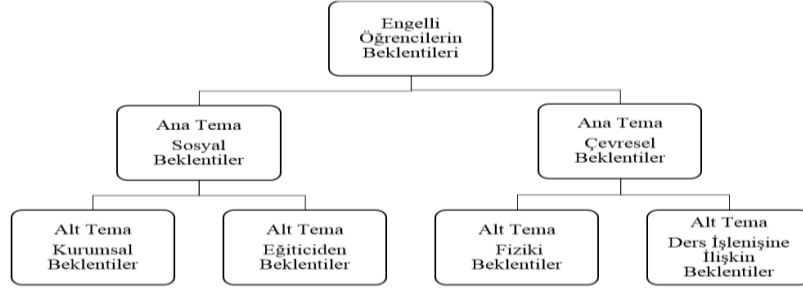 Engelli
Öğrencilerin
Beklentileri
Ana Tema
Sosyal
Beklentiler
Ana Tema
Çevresel
Beklentiler
Alt Tema
Kurumsal
Beklentiler
Alt Tema
Eğiticiden
Beklentiler
Alt Tema
Fiziki
Beklentiler
Alt Tema
Ders İşlenişine
İlişkin
Beklentiler